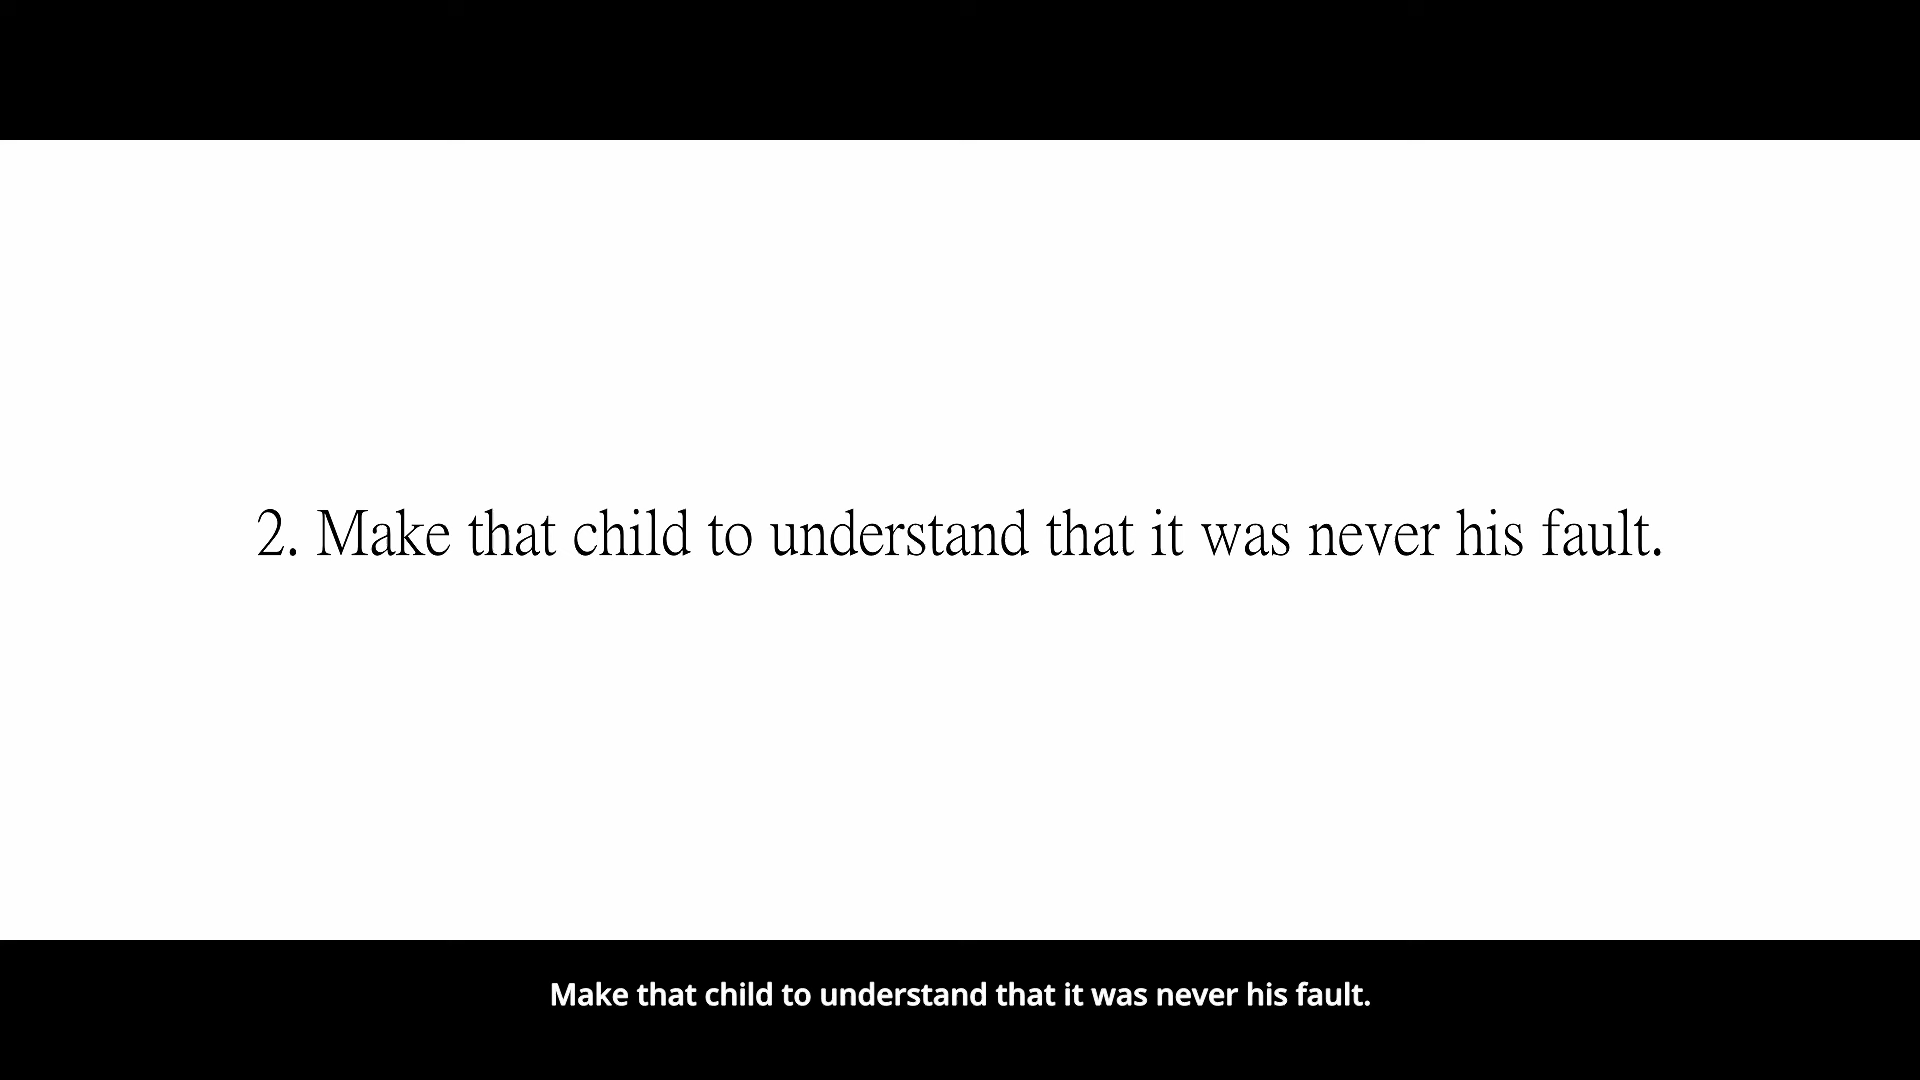 2. Make that child to understand that it was never his fault.
Make that child to understand that it was never his fault.